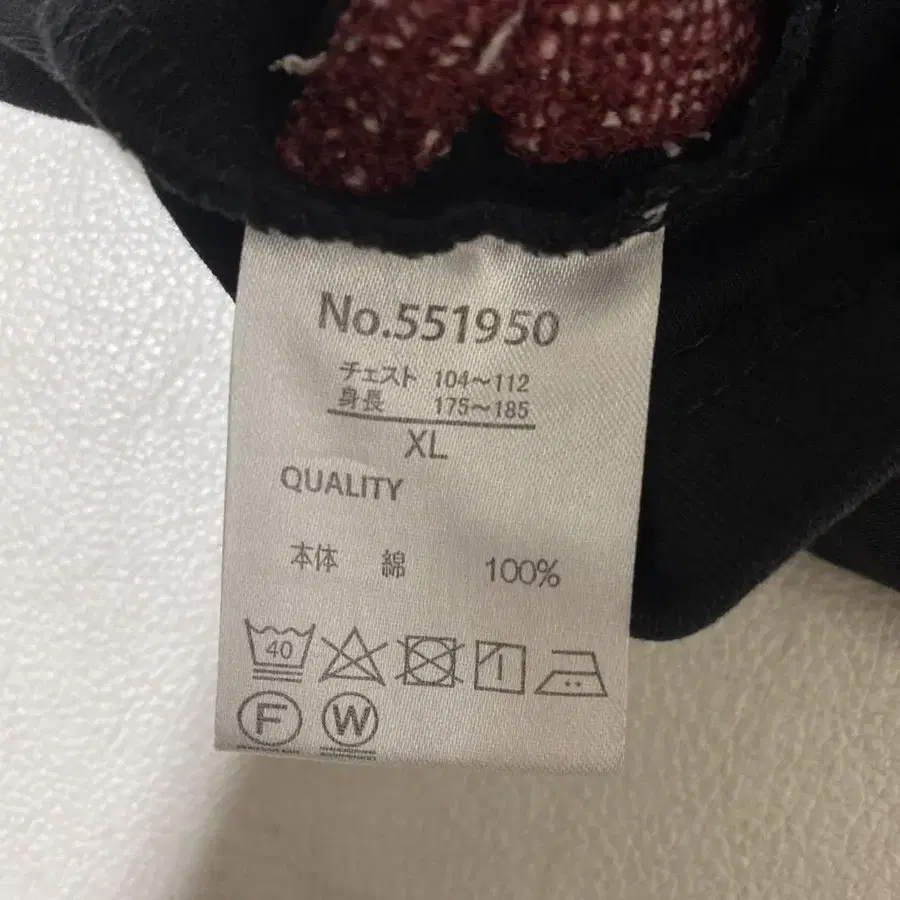 No.551950
チェスト 104～112
身長 175～185
XL
QUALITY
本体 綿 100%
40
F W